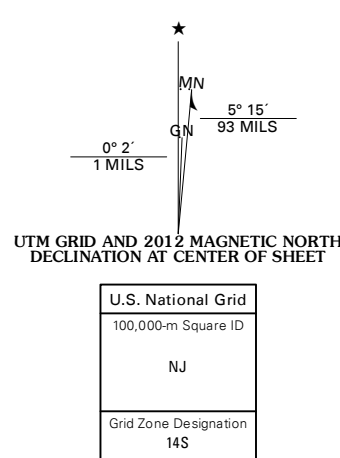 ★
MN
GN
5° 15´
93 MILS
0° 2´
1 MILS
UTM GRID AND 2012 MAGNETIC NORTH
DECLINATION AT CENTER OF SHEET
U.S. National Grid
100,000-m Square ID
NJ
Grid Zone Designation
14S